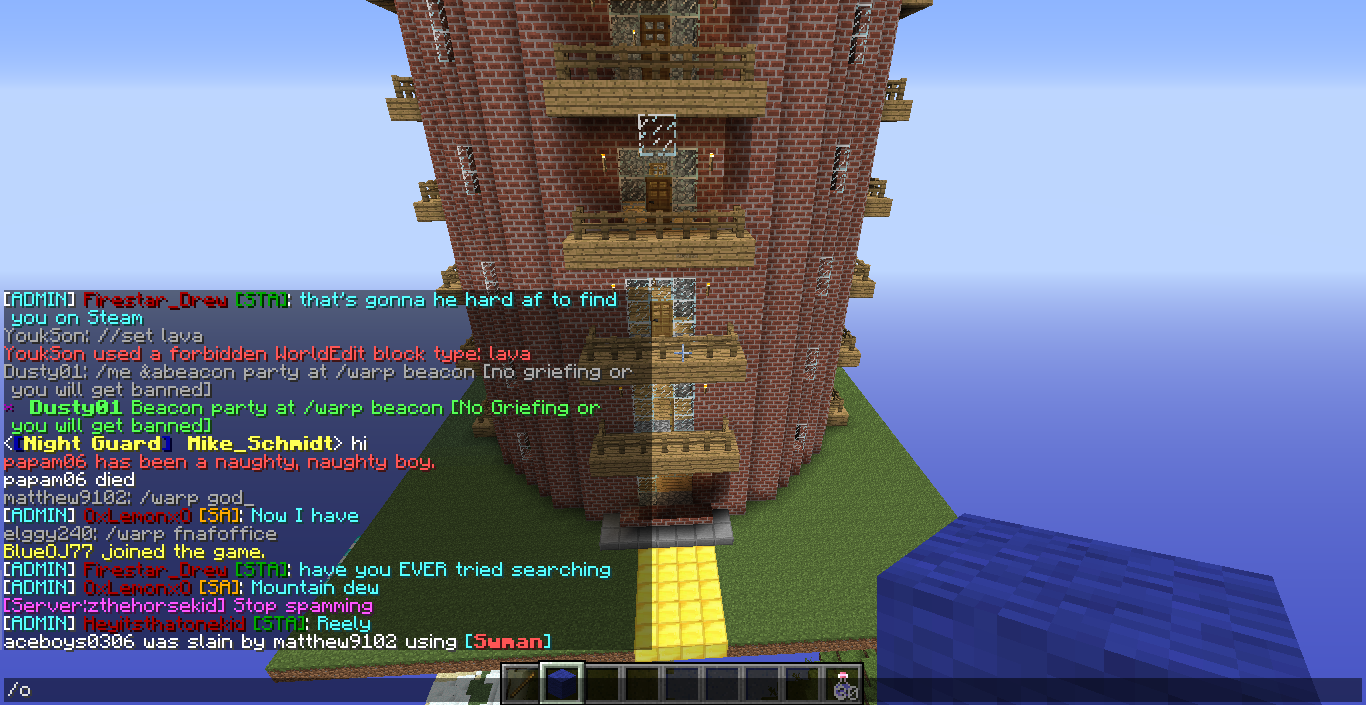 [ADMIN] Firestar_Drew [STA]: that's gonna he hard af to find
you on Steam
YoukSon: //set lava
YoukSon used a forbidden WorldEdit block type: lava
Dusty01: /me &abeacon party at /warp beacon [no griefing or
you will get banned]
* Dusty01 Beacon party at /warp beacon [No Griefing or
you will get banned]
<[Night Guard] Mike_Schmidt> hi
papam06 has been a naughty, naughty boy.
papam06 died
matthew9102: /warp god_
[ADMIN] 0xLemonx0 [SA]: Now I have
elggy240: /warp fnafoffice
BlueOJ77 joined the game.
[ADMIN] Firestar_Drew [STA]: have you EVER tried searching
[ADMIN] 0xLemonx0 [SA]: Mountain dew
[Server:zthehorsekid] Stop spamming
[ADMIN] Heyitsthatonekid [STA]: Reely
aceboys0306 was slain by matthew9102 using [Suman]
/o